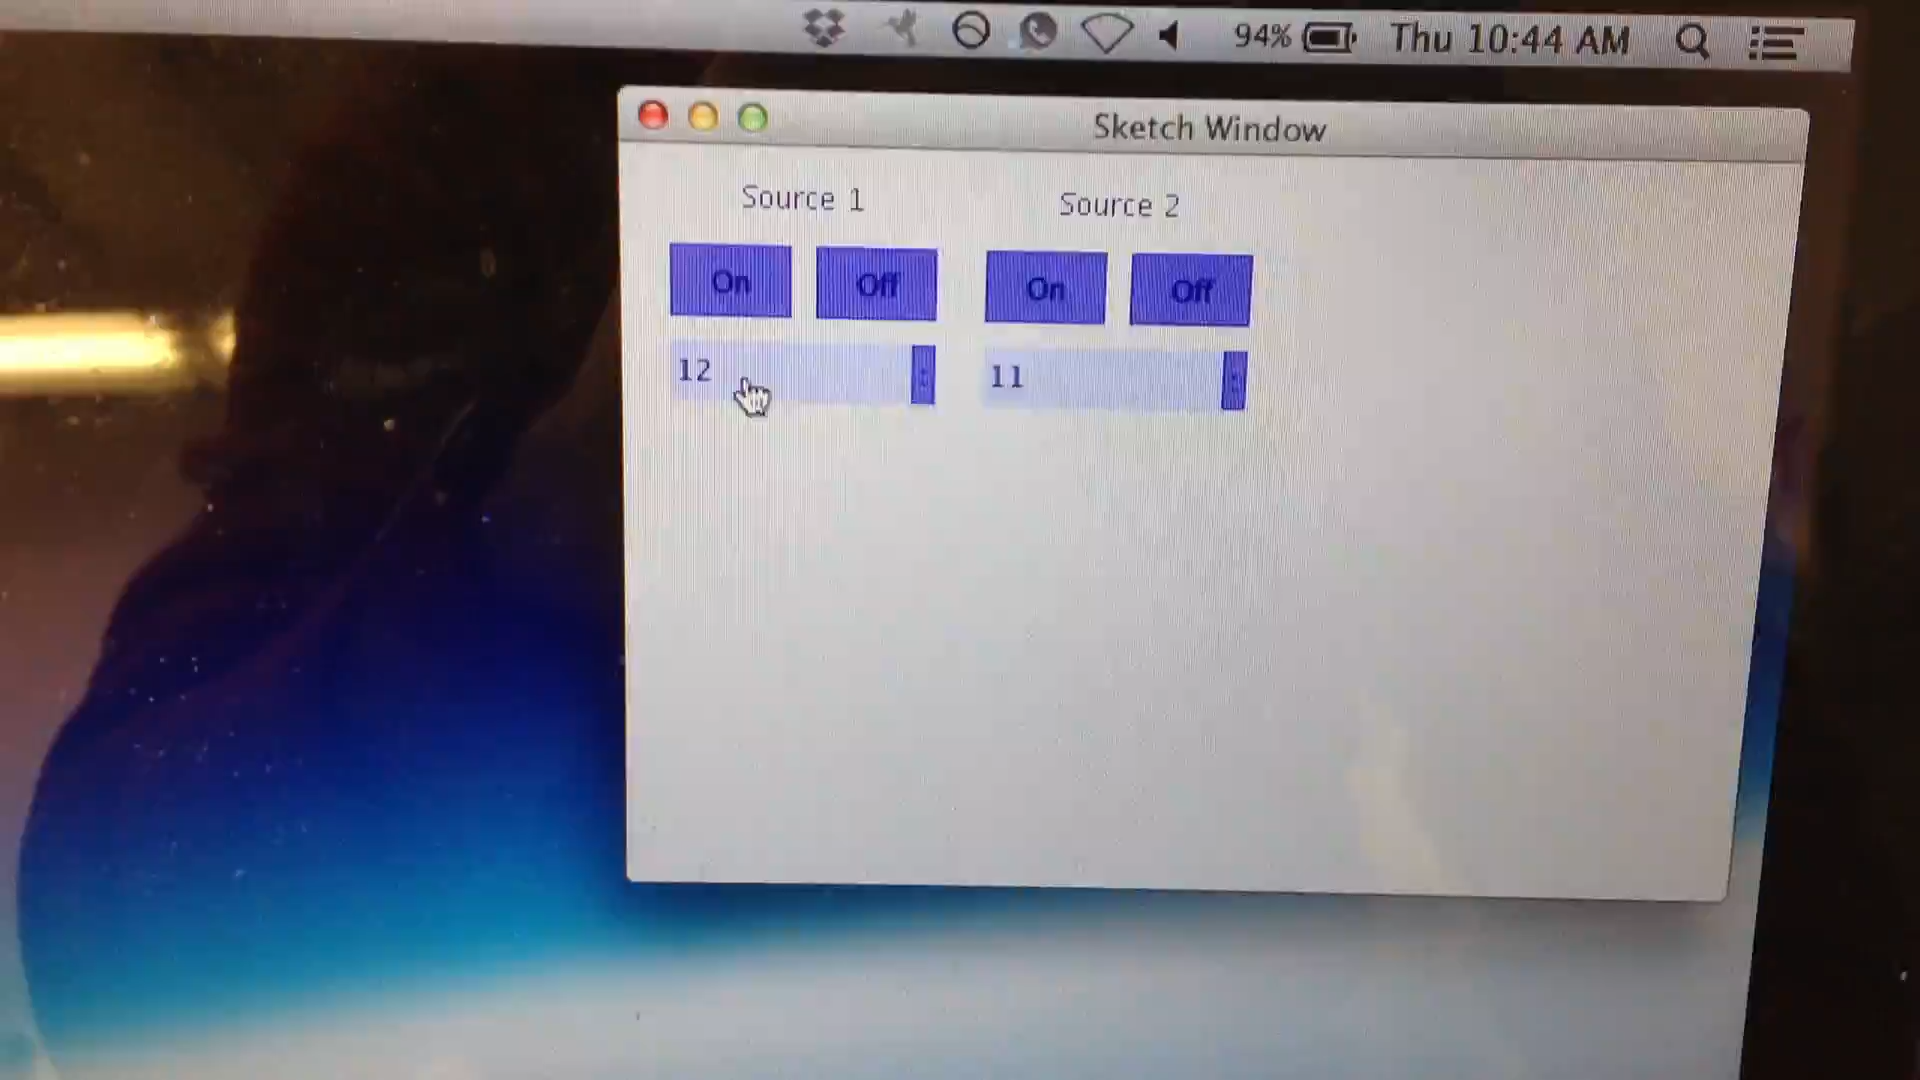 94% Thu 10:44 AM
Sketch Window
Source 1 Source 2
On Off On Off
12 : 11 :